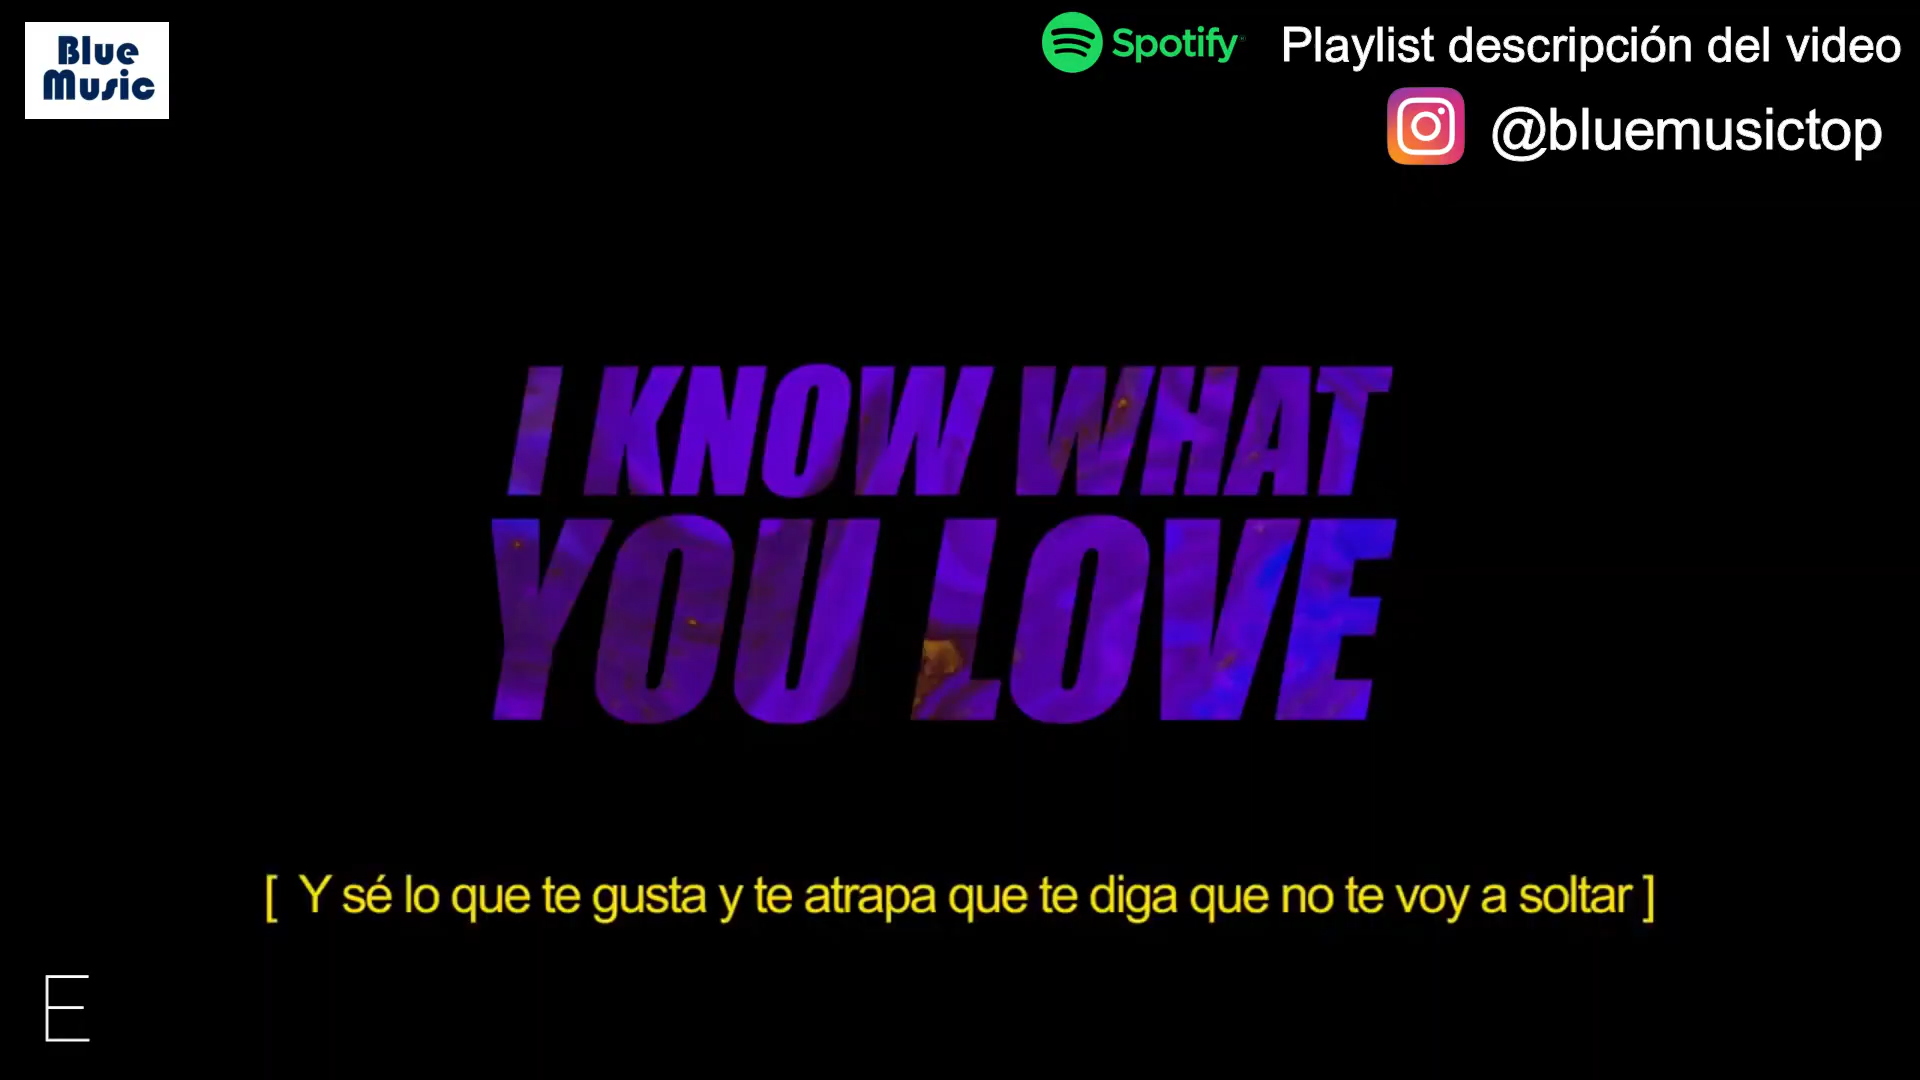 Blue
Music
Spotify
Playlist descripción del video
@bluemusictop
I KNOW WHAT
YOU LOVE
[ Y sé lo que te gusta y te atrapa que te diga que no te voy a soltar ]
E